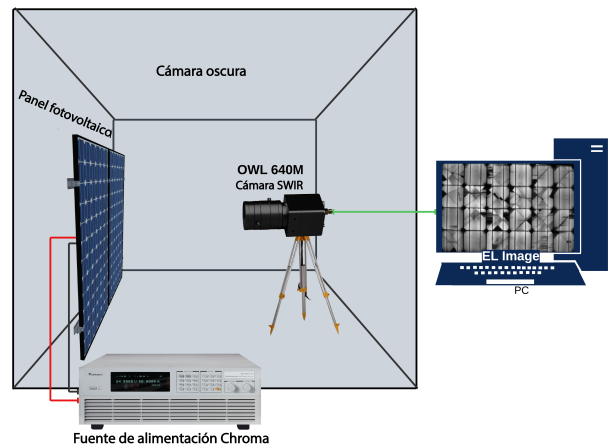 Cámara oscura
Panel fotovoltaico
OWL 640M
Cámara SWIR
EL Image
PC
Fuente de alimentación Chroma